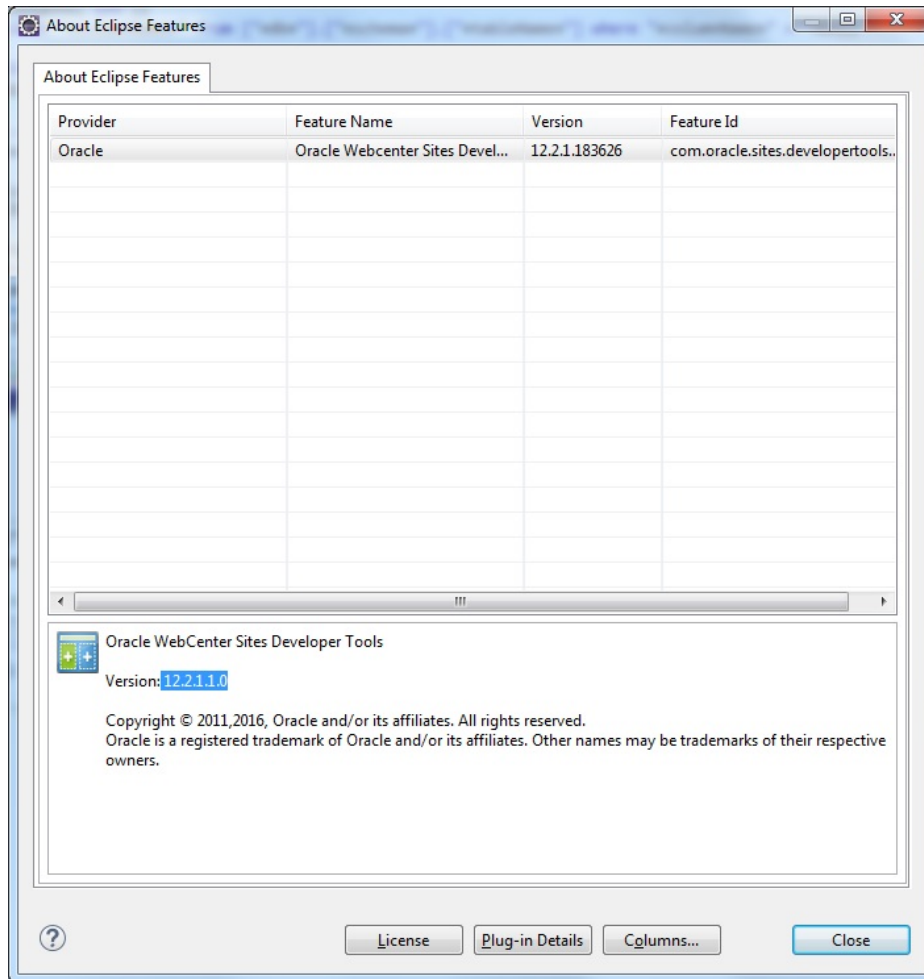 About Eclipse Features
About Eclipse Features
Provider Feature Name Version Feature Id
Oracle Oracle Webcenter Sites Devel... 12.2.1.183626 com.oracle.sites.developertools..
Oracle WebCenter Sites Developer Tools
Version: 12.2.1.1.0
Copyright © 2011,2016, Oracle and/or its affiliates. All rights reserved.
Oracle is a registered trademark of Oracle and/or its affiliates. Other names may be trademarks of their respective
owners.
License Plug-in Details Columns... Close